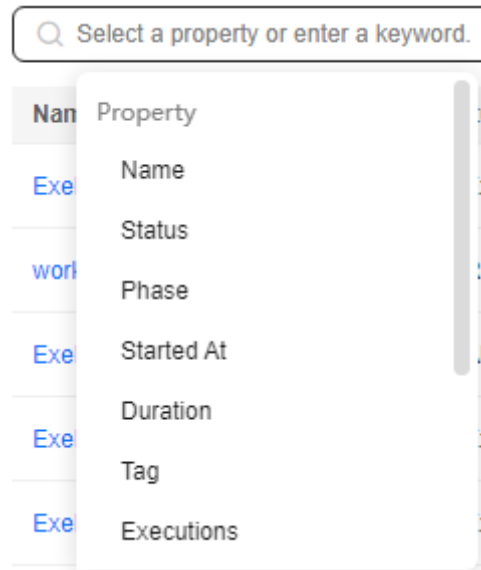 Select a property or enter a keyword.
Nam
Property
Name
Exe
Status
work
Phase
Started At
Exe
Duration
Exe
Tag
Exe
Executions